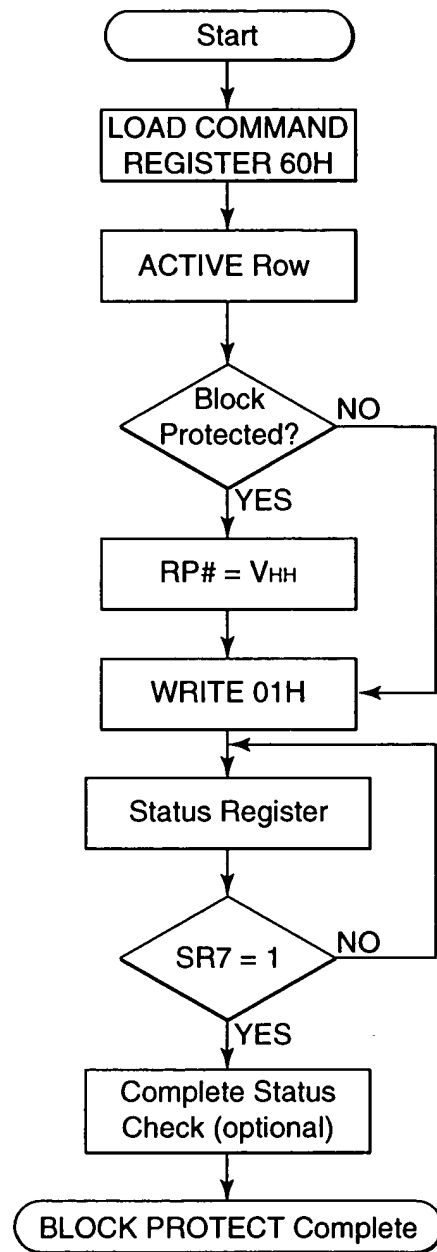 Start
LOAD COMMAND
REGISTER 60H
ACTIVE Row
Block
Protected?
NO
YES
RP# = VHH
WRITE 01H
Status Register
SR7 = 1
NO
YES
Complete Status
Check (optional)
BLOCK PROTECT Complete